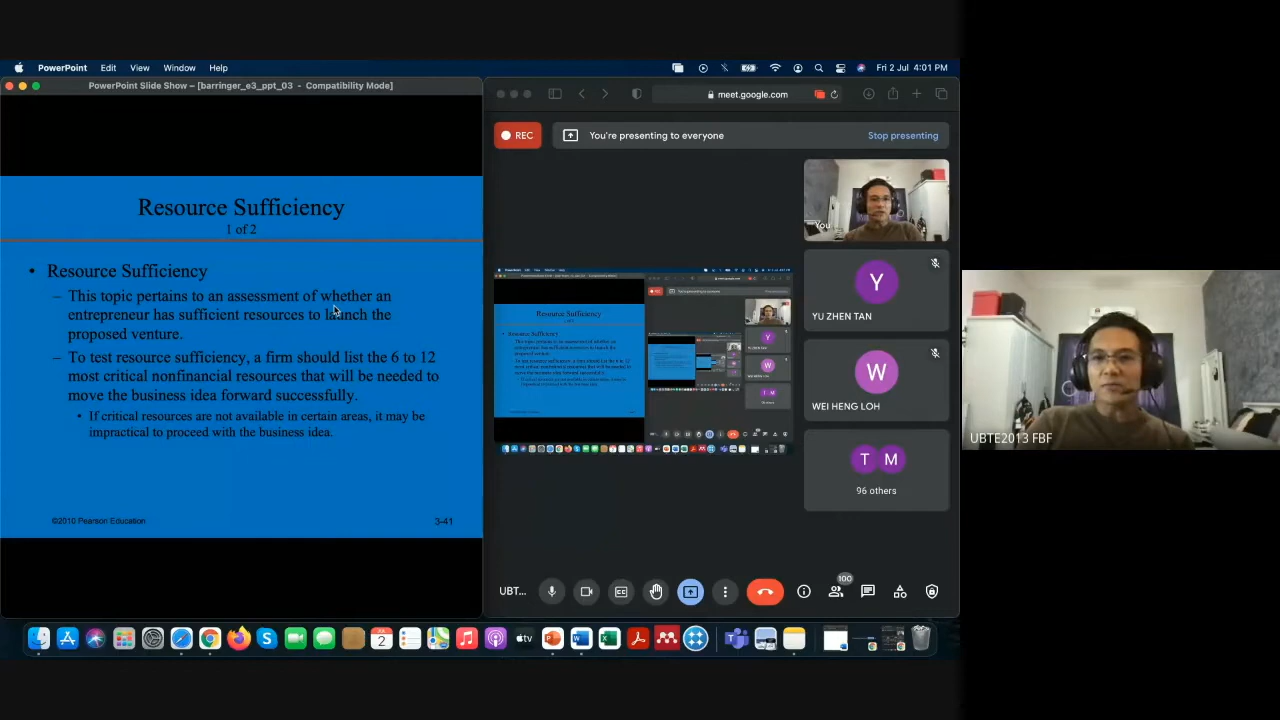 PowerPoint Edit View Window Help
Fri 2 Jul 4:01 PM
PowerPoint Slide Show – [barringer_e3_ppt_03 - Compatibility Mode]
Resource Sufficiency
1 of 2
• Resource Sufficiency
– This topic pertains to an assessment of whether an
entrepreneur has sufficient resources to launch the
proposed venture.
– To test resource sufficiency, a firm should list the 6 to 12
most critical nonfinancial resources that will be needed to
move the business idea forward successfully.
• If critical resources are not available in certain areas, it may be
impractical to proceed with the business idea.
©2010 Pearson Education
3-41
meet.google.com
REC
You're presenting to everyone
Stop presenting
You
Y
YU ZHEN TAN
W
WEI HENG LOH
T M
96 others
UBT...
100
UBTE2013 FBF
JUL
2
tv